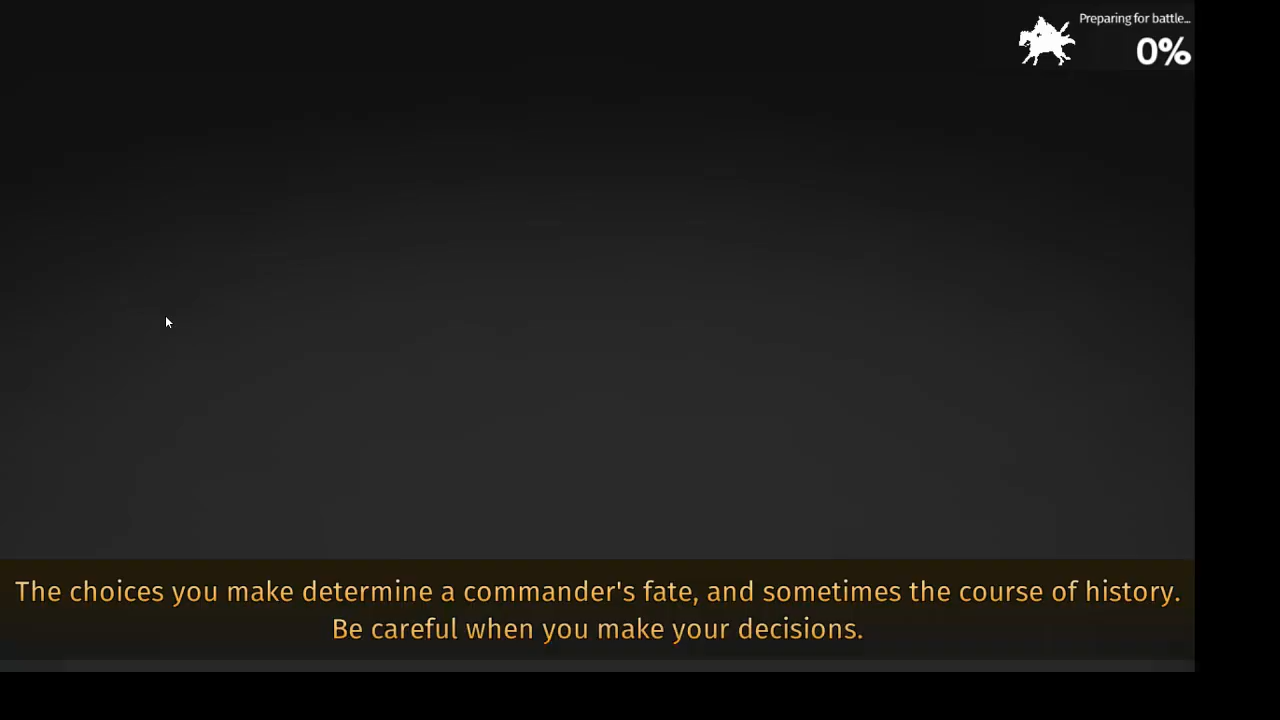 Preparing for battle...
0%
The choices you make determine a commander's fate, and sometimes the course of history.
Be careful when you make your decisions.